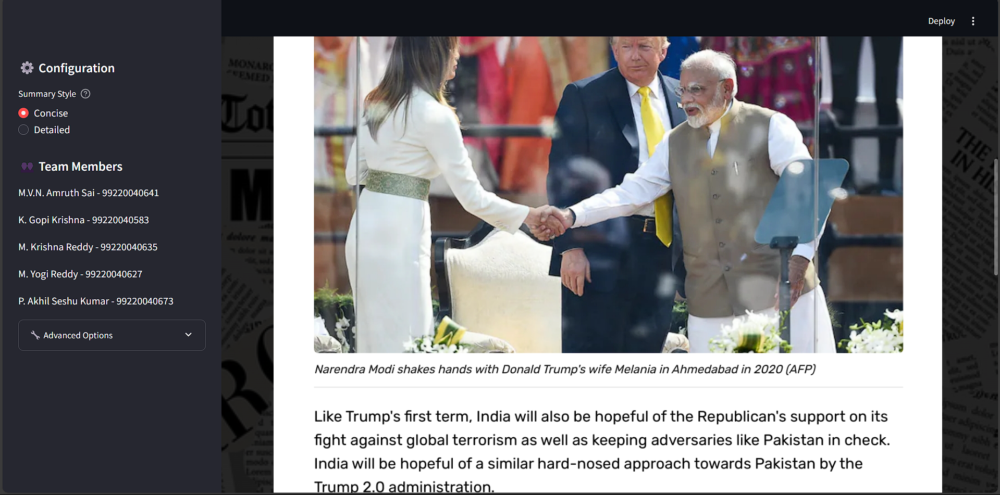 Deploy
Configuration
Summary Style
Concise
Detailed
Team Members
M.V.N. Amruth Sai - 99220040641
K. Gopi Krishna - 99220040583
M. Krishna Reddy - 99220040635
M. Yogi Reddy - 99220040627
P. Akhil Seshu Kumar - 99220040673
Advanced Options
Narendra Modi shakes hands with Donald Trump's wife Melania in Ahmedabad in 2020 (AFP)
Like Trump's first term, India will also be hopeful of the Republican's support on its
fight against global terrorism as well as keeping adversaries like Pakistan in check.
India will be hopeful of a similar hard-nosed approach towards Pakistan by the
Trump 2.0 administration.